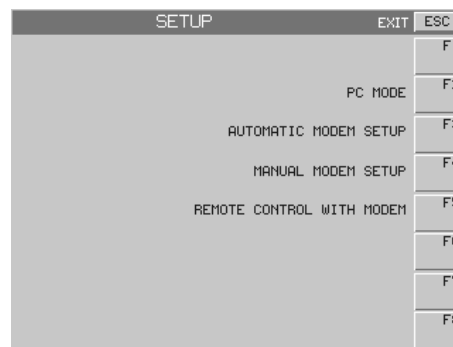 SETUP EXIT ESC
F
PC MODE F
AUTOMATIC MODEM SETUP F
MANUAL MODEM SETUP F
REMOTE CONTROL WITH MODEM F
F
F
F